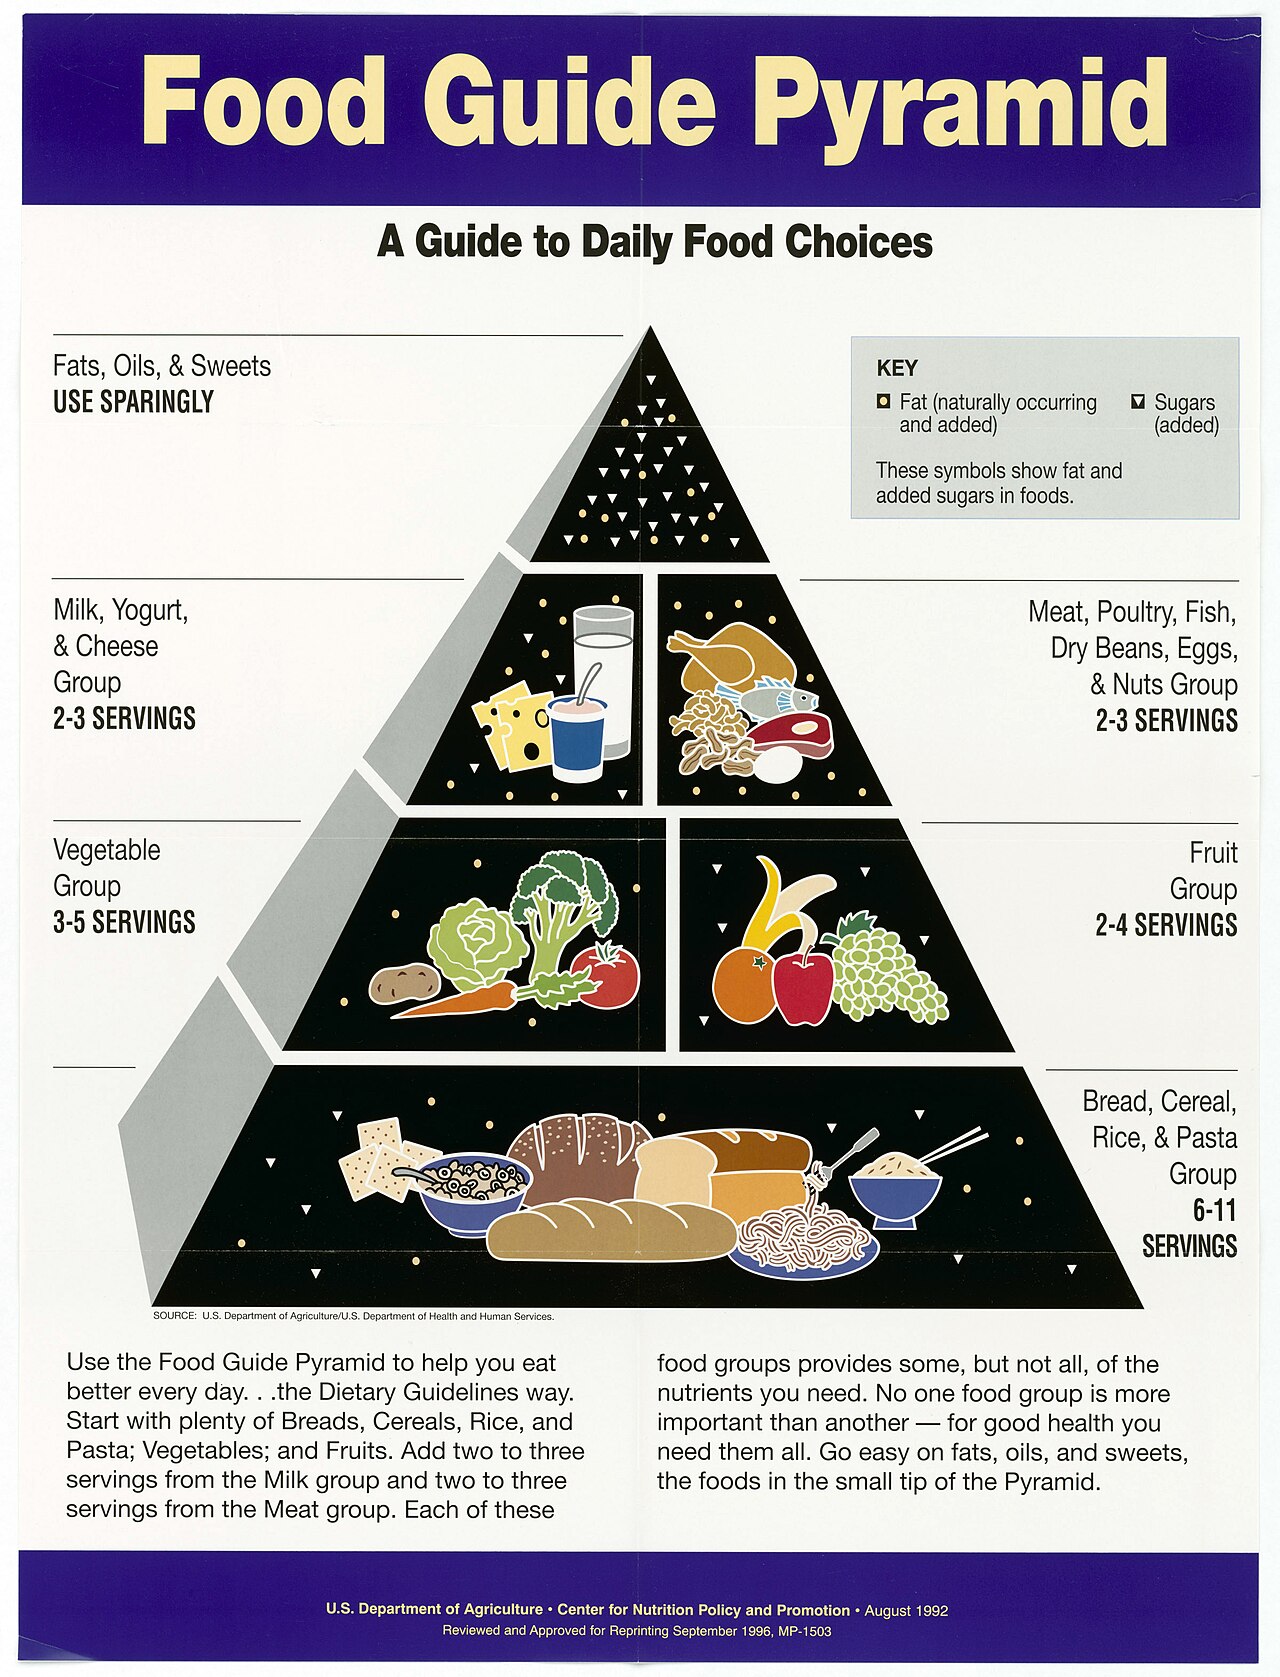 Food Guide Pyramid
A Guide to Daily Food Choices
Fats, Oils, & Sweets
USE SPARINGLY
KEY
Fat (naturally occurring
and added)
Sugars
(added)
These symbols show fat and
added sugars in foods.
Milk, Yogurt,
& Cheese
Group
2-3 SERVINGS
Meat, Poultry, Fish,
Dry Beans, Eggs,
& Nuts Group
2-3 SERVINGS
Vegetable
Group
3-5 SERVINGS
Fruit
Group
2-4 SERVINGS
Bread, Cereal,
Rice, & Pasta
Group
6-11
SERVINGS
SOURCE: U.S. Department of Agriculture/U.S. Department of Health and Human Services.
Use the Food Guide Pyramid to help you eat
better every day. . .the Dietary Guidelines way.
Start with plenty of Breads, Cereals, Rice, and
Pasta; Vegetables; and Fruits. Add two to three
servings from the Milk group and two to three
servings from the Meat group. Each of these
food groups provides some, but not all, of the
nutrients you need. No one food group is more
important than another — for good health you
need them all. Go easy on fats, oils, and sweets,
the foods in the small tip of the Pyramid.
U.S. Department of Agriculture • Center for Nutrition Policy and Promotion • August 1992
Reviewed and Approved for Reprinting September 1996, MP-1503